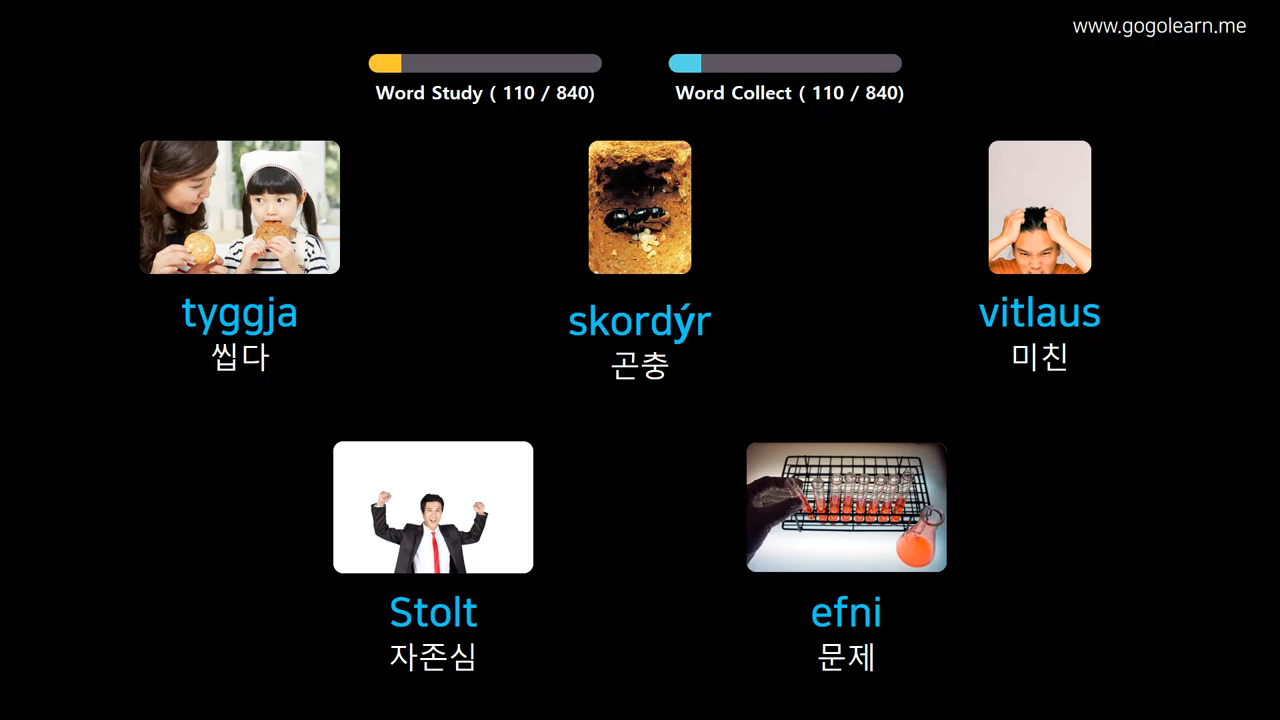 www.gogolearn.me
Word Study ( 110 / 840)
Word Collect ( 110 / 840)
tyggja
씹다
skordýr
곤충
vitlaus
미친
Stolt
자존심
efni
문제